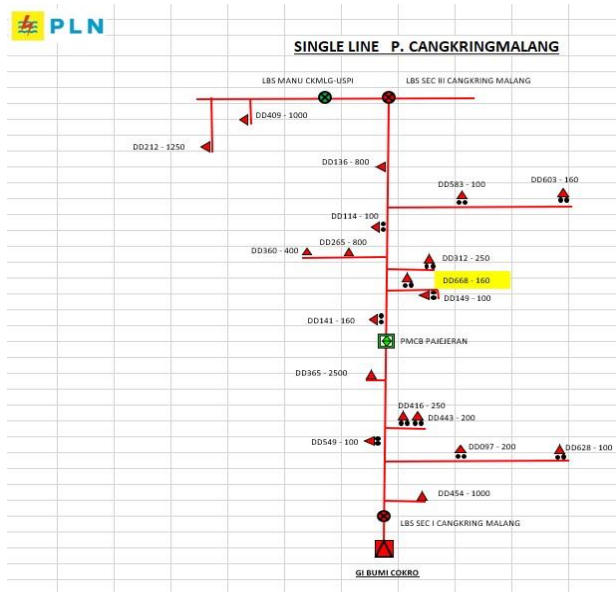 PLN
SINGLE LINE P. CANGKRINGMALANG
LBS MANU CKMLG-USPI
LBS SEC III CANGKRING MALANG
DD409 - 1000
DD212 - 1250
DD136 - 800
DD583 - 100
DD603 - 160
DD114 - 100
DD265 - 800
DD360 - 400
DD312 - 250
DD668 - 160
DD149 - 100
DD141 - 160
PMCB PAJEJERAN
DD365 - 2500
DD416 - 250
DD443 - 200
DD549 - 100
DD097 - 200
DD628 - 100
DD454 - 1000
LBS SEC I CANGKRING MALANG
GI BUMI COKRO